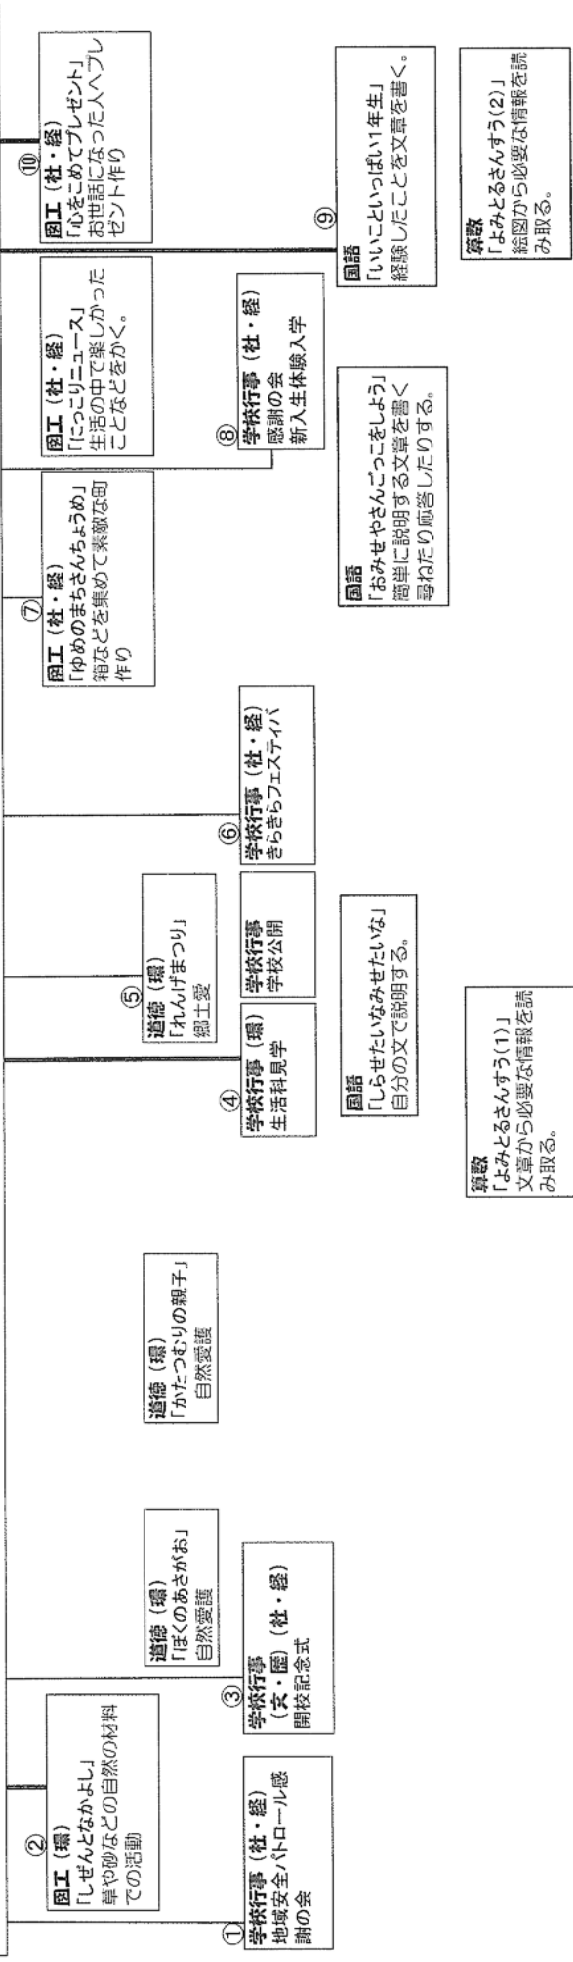 ①
学校行事（社・経）
地域安全パトロール感
謝の会
②
図工（環）
「しぜんとなかよし」
草や砂などの自然の材料
での活動
③
学校行事
（文・歴）（社・経）
開校記念式
道徳（環）
「ぼくのあさがお」
自然愛護
道徳（環）
「かたつむりの親子」
自然愛護
④
学校行事（環）
生活科見学
⑤
道徳（環）
「れんげまつり」
郷土愛
学校行事
学校公開
⑥
学校行事（社・経）
きらきらフェスティバ
国語
「しらせたいなみせたいな」
自分の文で説明する。
算数
「よみとるさんすう(1)」
文章から必要な情報を読
み取る。
⑦
図工（社・経）
「ゆめのまちさんちょうめ」
箱などを集めて素敵な町
作り
図工（社・経）
「にっこりニュース」
生活の中で楽しかった
ことなどをかく。
⑧
学校行事（社・経）
感謝の会
新入生体験入学
国語
「おみせやさんごっこをしよう」
簡単に説明する文章を書く
尋ねたり応答したりする。
⑩
図工（社・経）
「心をこめてプレゼント」
お世話になった人へプレ
ゼント作り
⑨
国語
「いいこといっぱい1年生」
経験したことを文章を書く。
算数
「よみとるさんすう(2)」
絵図から必要な情報を読
み取る。